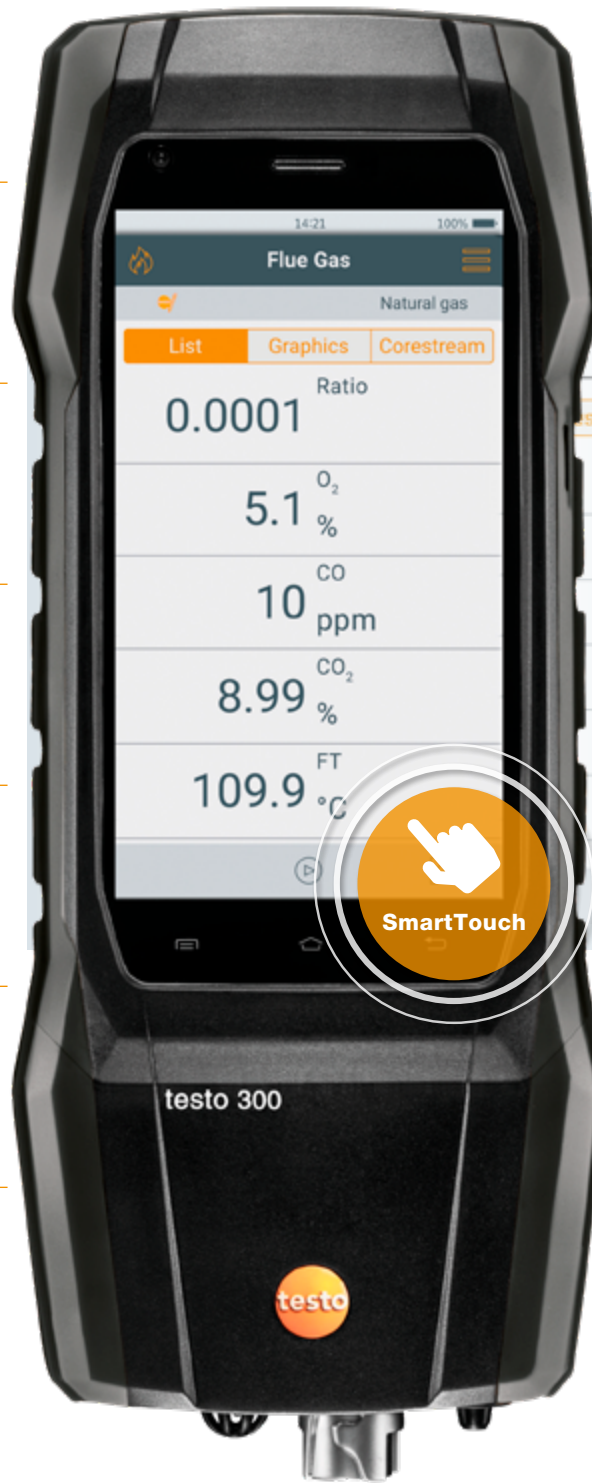 14:21
100%
Flue Gas
Natural gas
List
Graphics
Corestream
Ratio
0.0001
O₂
5.1
%
CO
10
ppm
CO₂
8.99
%
FT
109.9
°C
SmartTouch
testo 300
testo